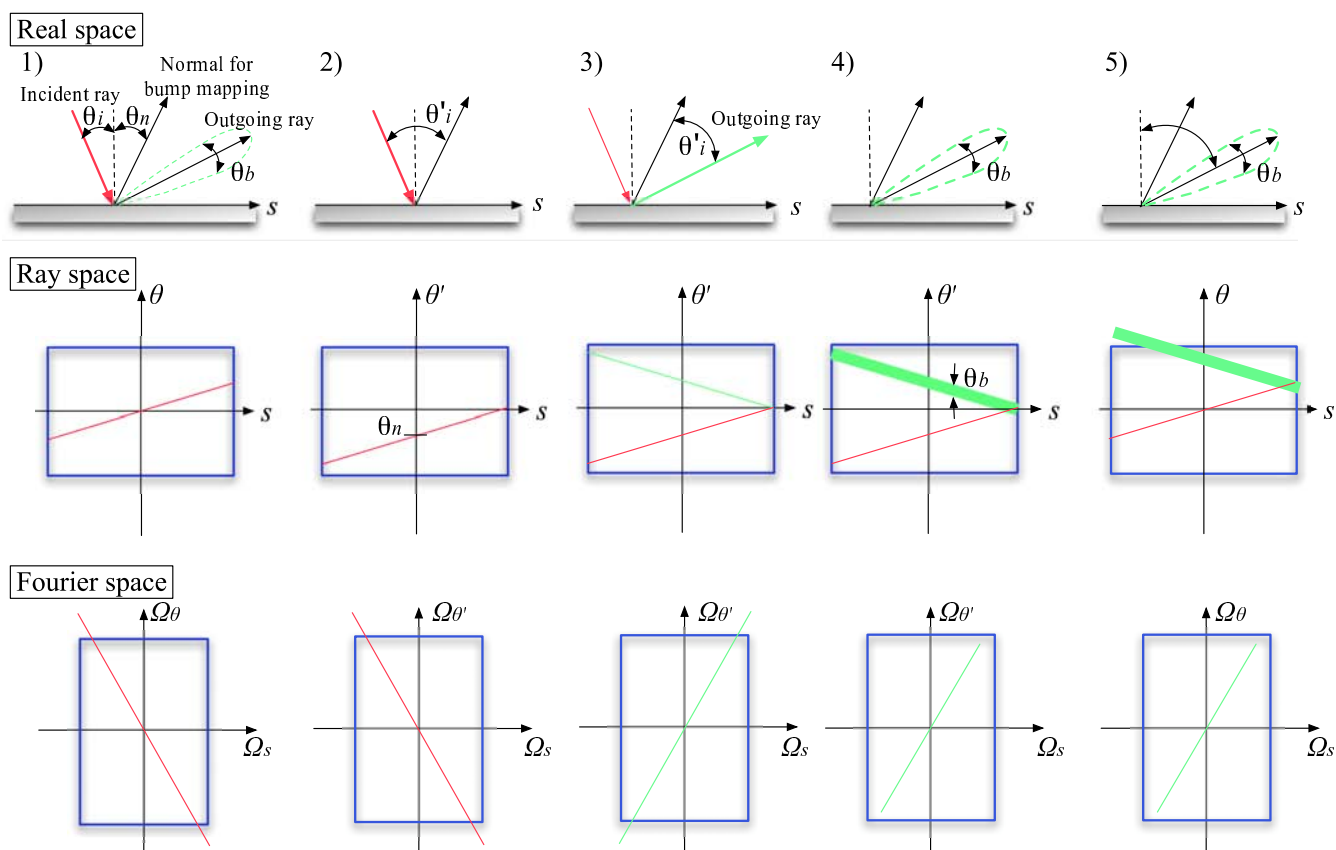 Real space
1)
2)
3)
4)
5)
Normal for
bump mapping
Incident ray
θi
θn
Outgoing ray
θb
s
θ'i
s
Outgoing ray
θ'i
s
θb
s
θb
s
Ray space
θ
s
θ'
θn
s
θ'
s
θ'
θb
s
θ
s
Fourier space
Ωθ
Ωs
Ωθ'
Ωs
Ωθ'
Ωs
Ωθ'
Ωs
Ωθ
Ωs